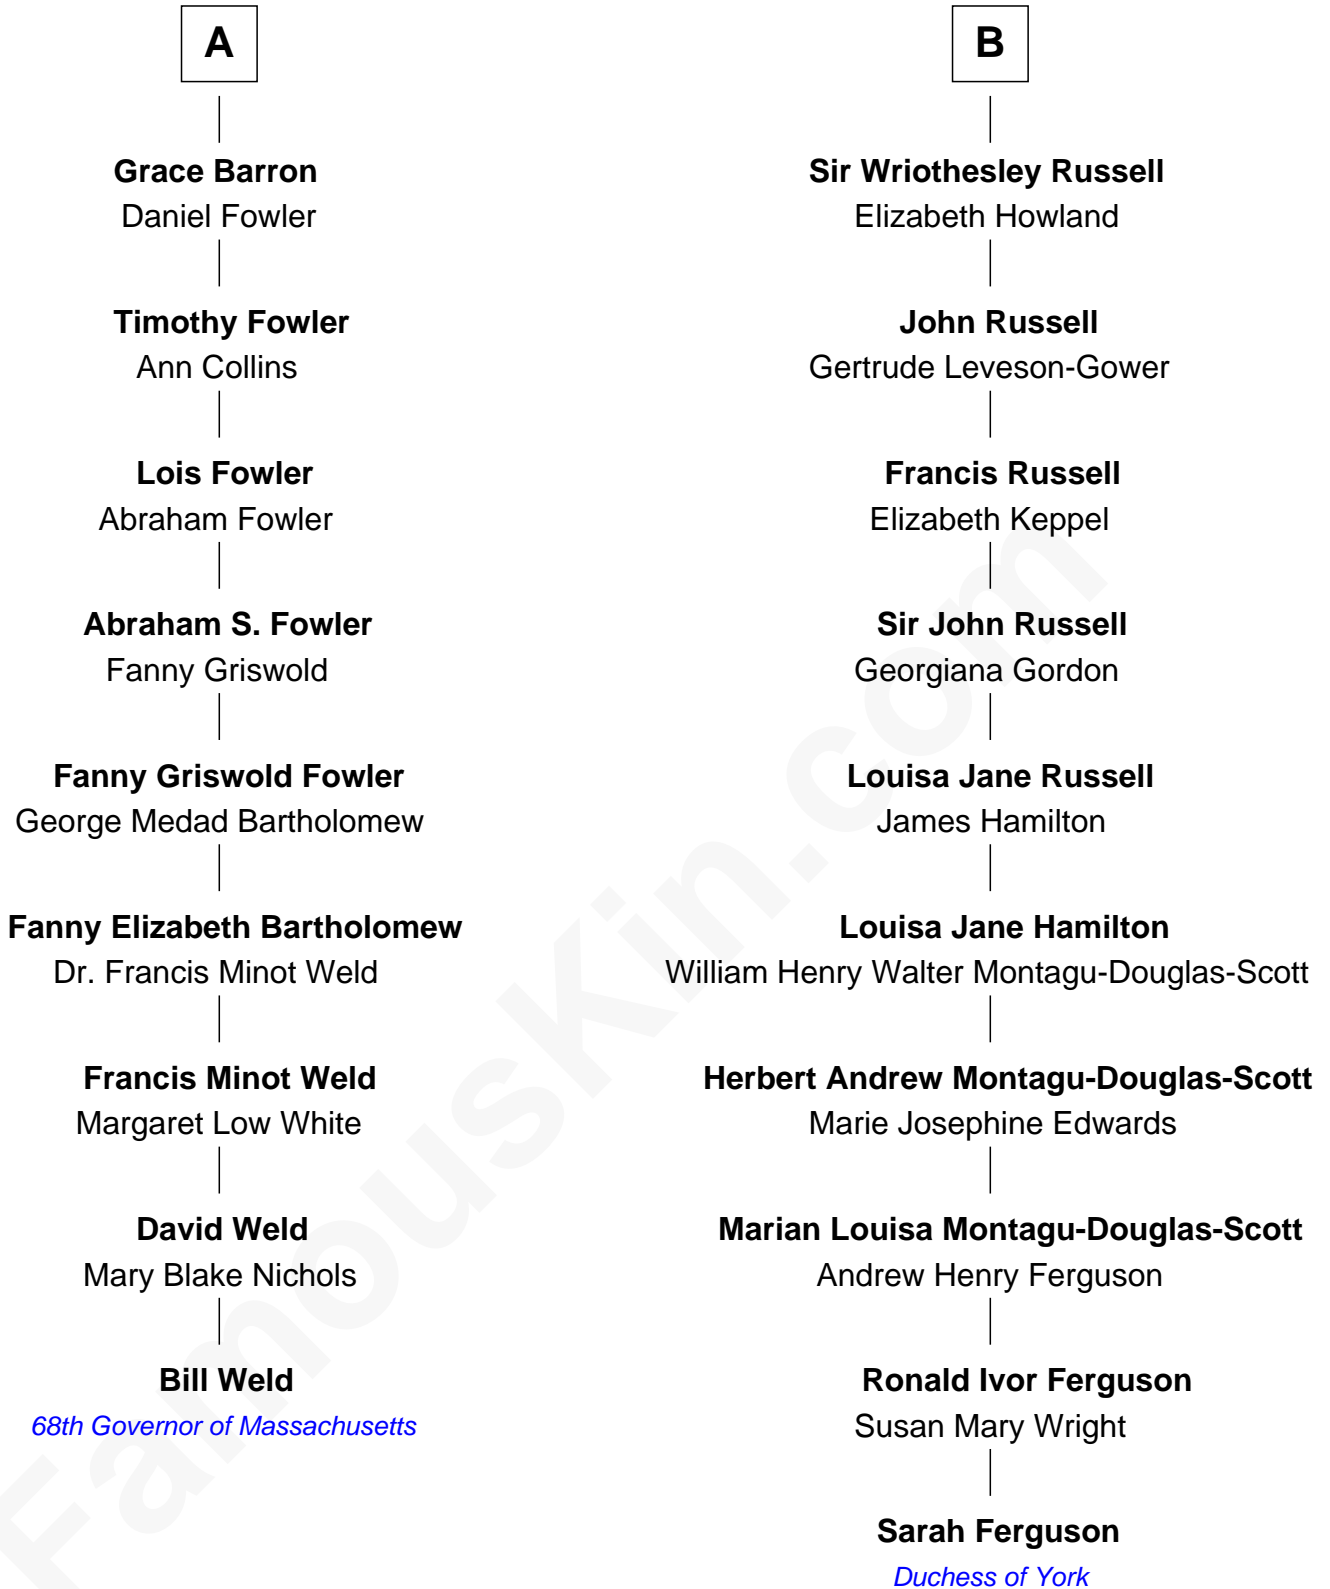 A
Grace Barron
Daniel Fowler
Timothy Fowler
Ann Collins
Lois Fowler
Abraham Fowler
Abraham S. Fowler
Fanny Griswold
Fanny Griswold Fowler
George Medad Bartholomew
Fanny Elizabeth Bartholomew
Dr. Francis Minot Weld
Francis Minot Weld
Margaret Low White
David Weld
Mary Blake Nichols
Bill Weld
68th Governor of Massachusetts
B
Sir Wriothesley Russell
Elizabeth Howland
John Russell
Gertrude Leveson-Gower
Francis Russell
Elizabeth Keppel
Sir John Russell
Georgiana Gordon
Louisa Jane Russell
James Hamilton
Louisa Jane Hamilton
William Henry Walter Montagu-Douglas-Scott
Herbert Andrew Montagu-Douglas-Scott
Marie Josephine Edwards
Marian Louisa Montagu-Douglas-Scott
Andrew Henry Ferguson
Ronald Ivor Ferguson
Susan Mary Wright
Sarah Ferguson
Duchess of York
FamousKin.com